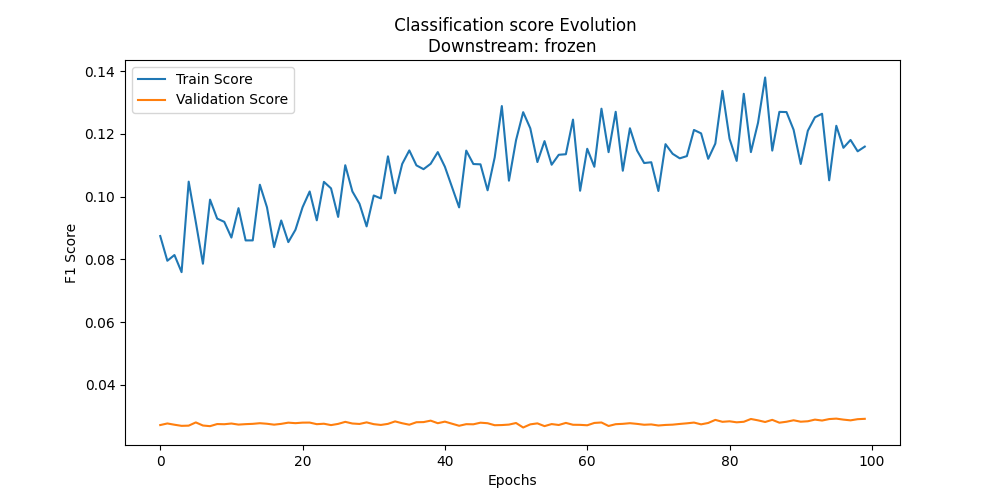 Classification score Evolution
Downstream: frozen
Train Score
Validation Score
0.14
0.12
0.10
0.08
0.06
0.04
F1 Score
0 20 40 60 80 100
Epochs